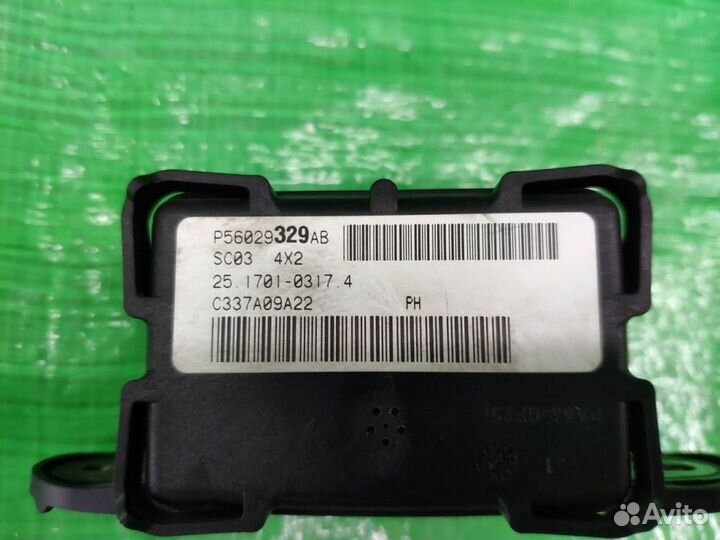 P56029329AB
SC03 4X2
25.1701-0317.4
C337A09A22 PH
Avito